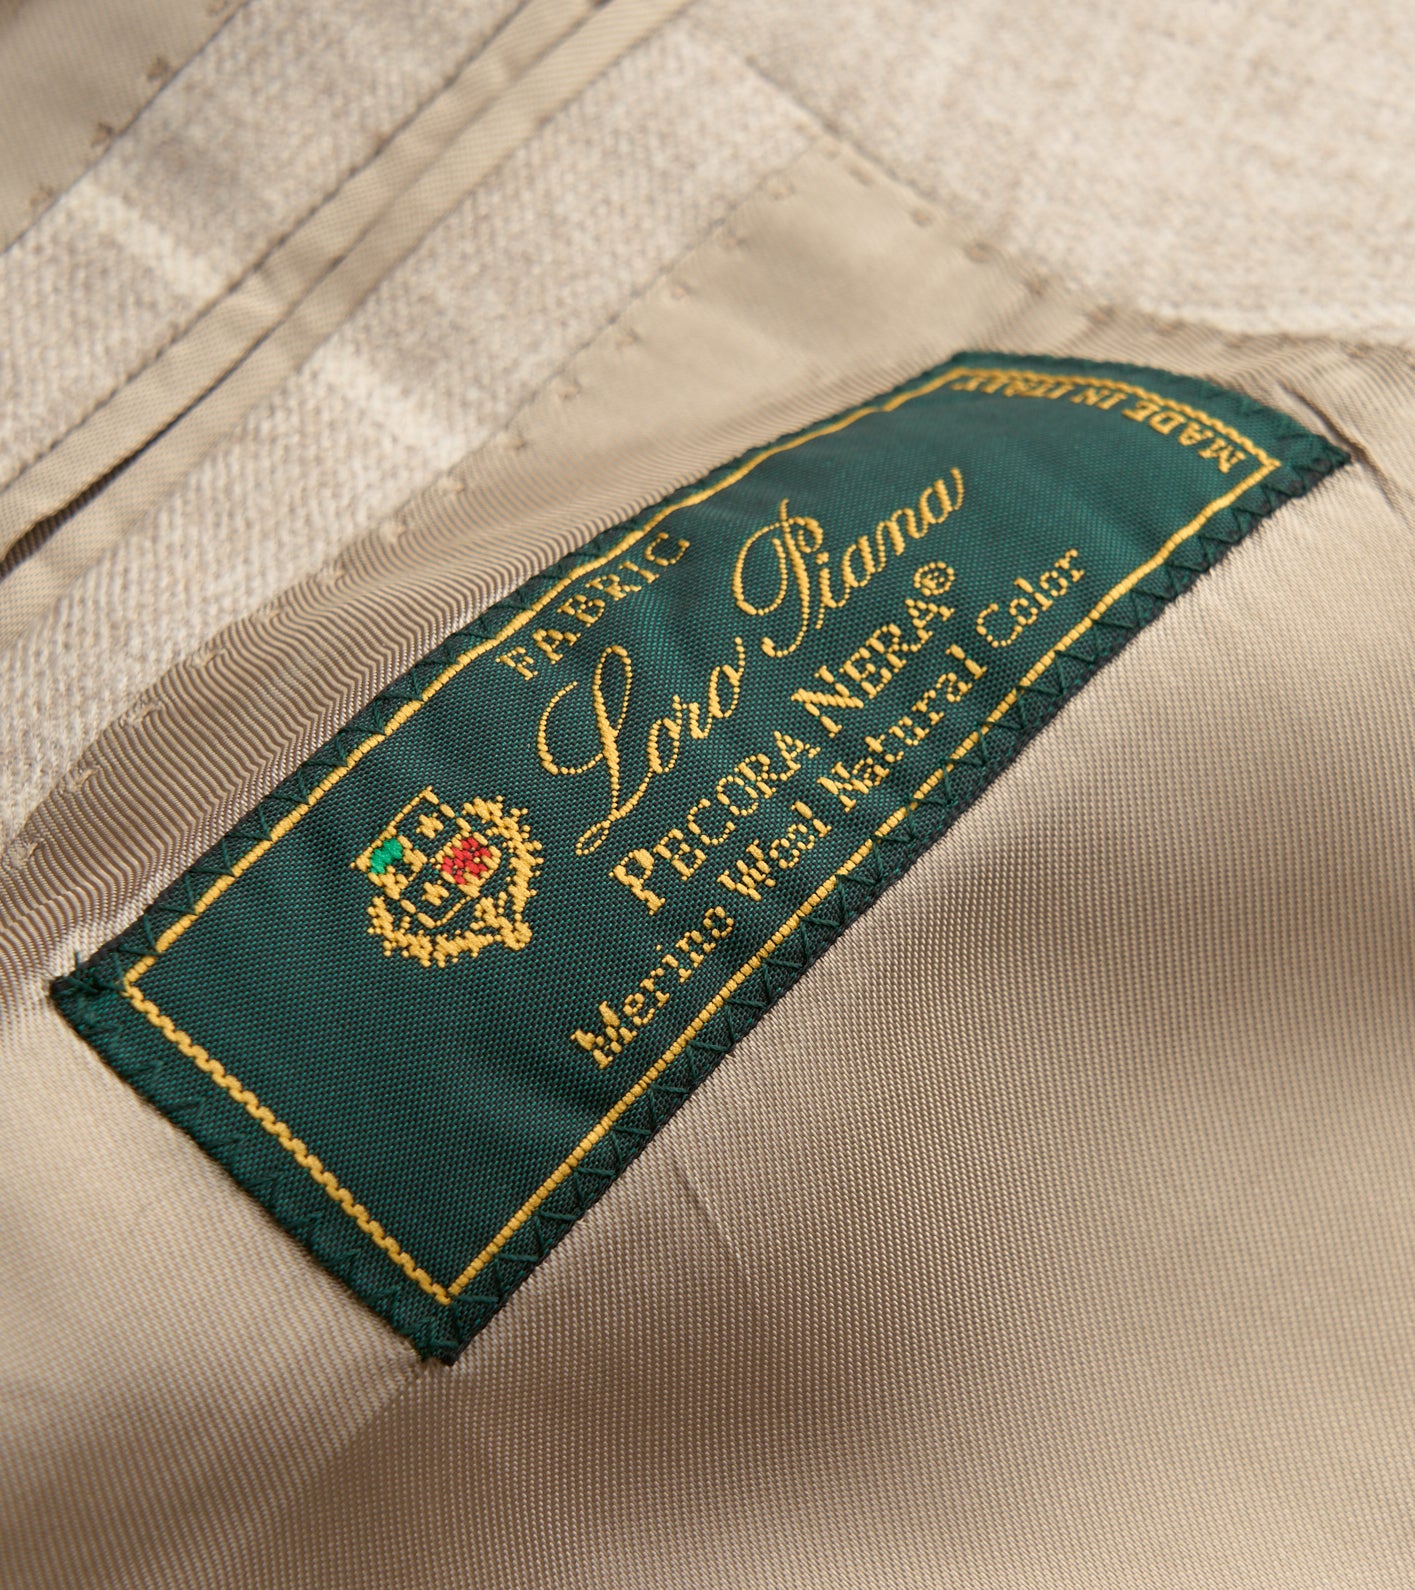 FABRIC
Loro Piana
PECORA NERA®
Merino Wool Natural Color
MADE IN ITALY